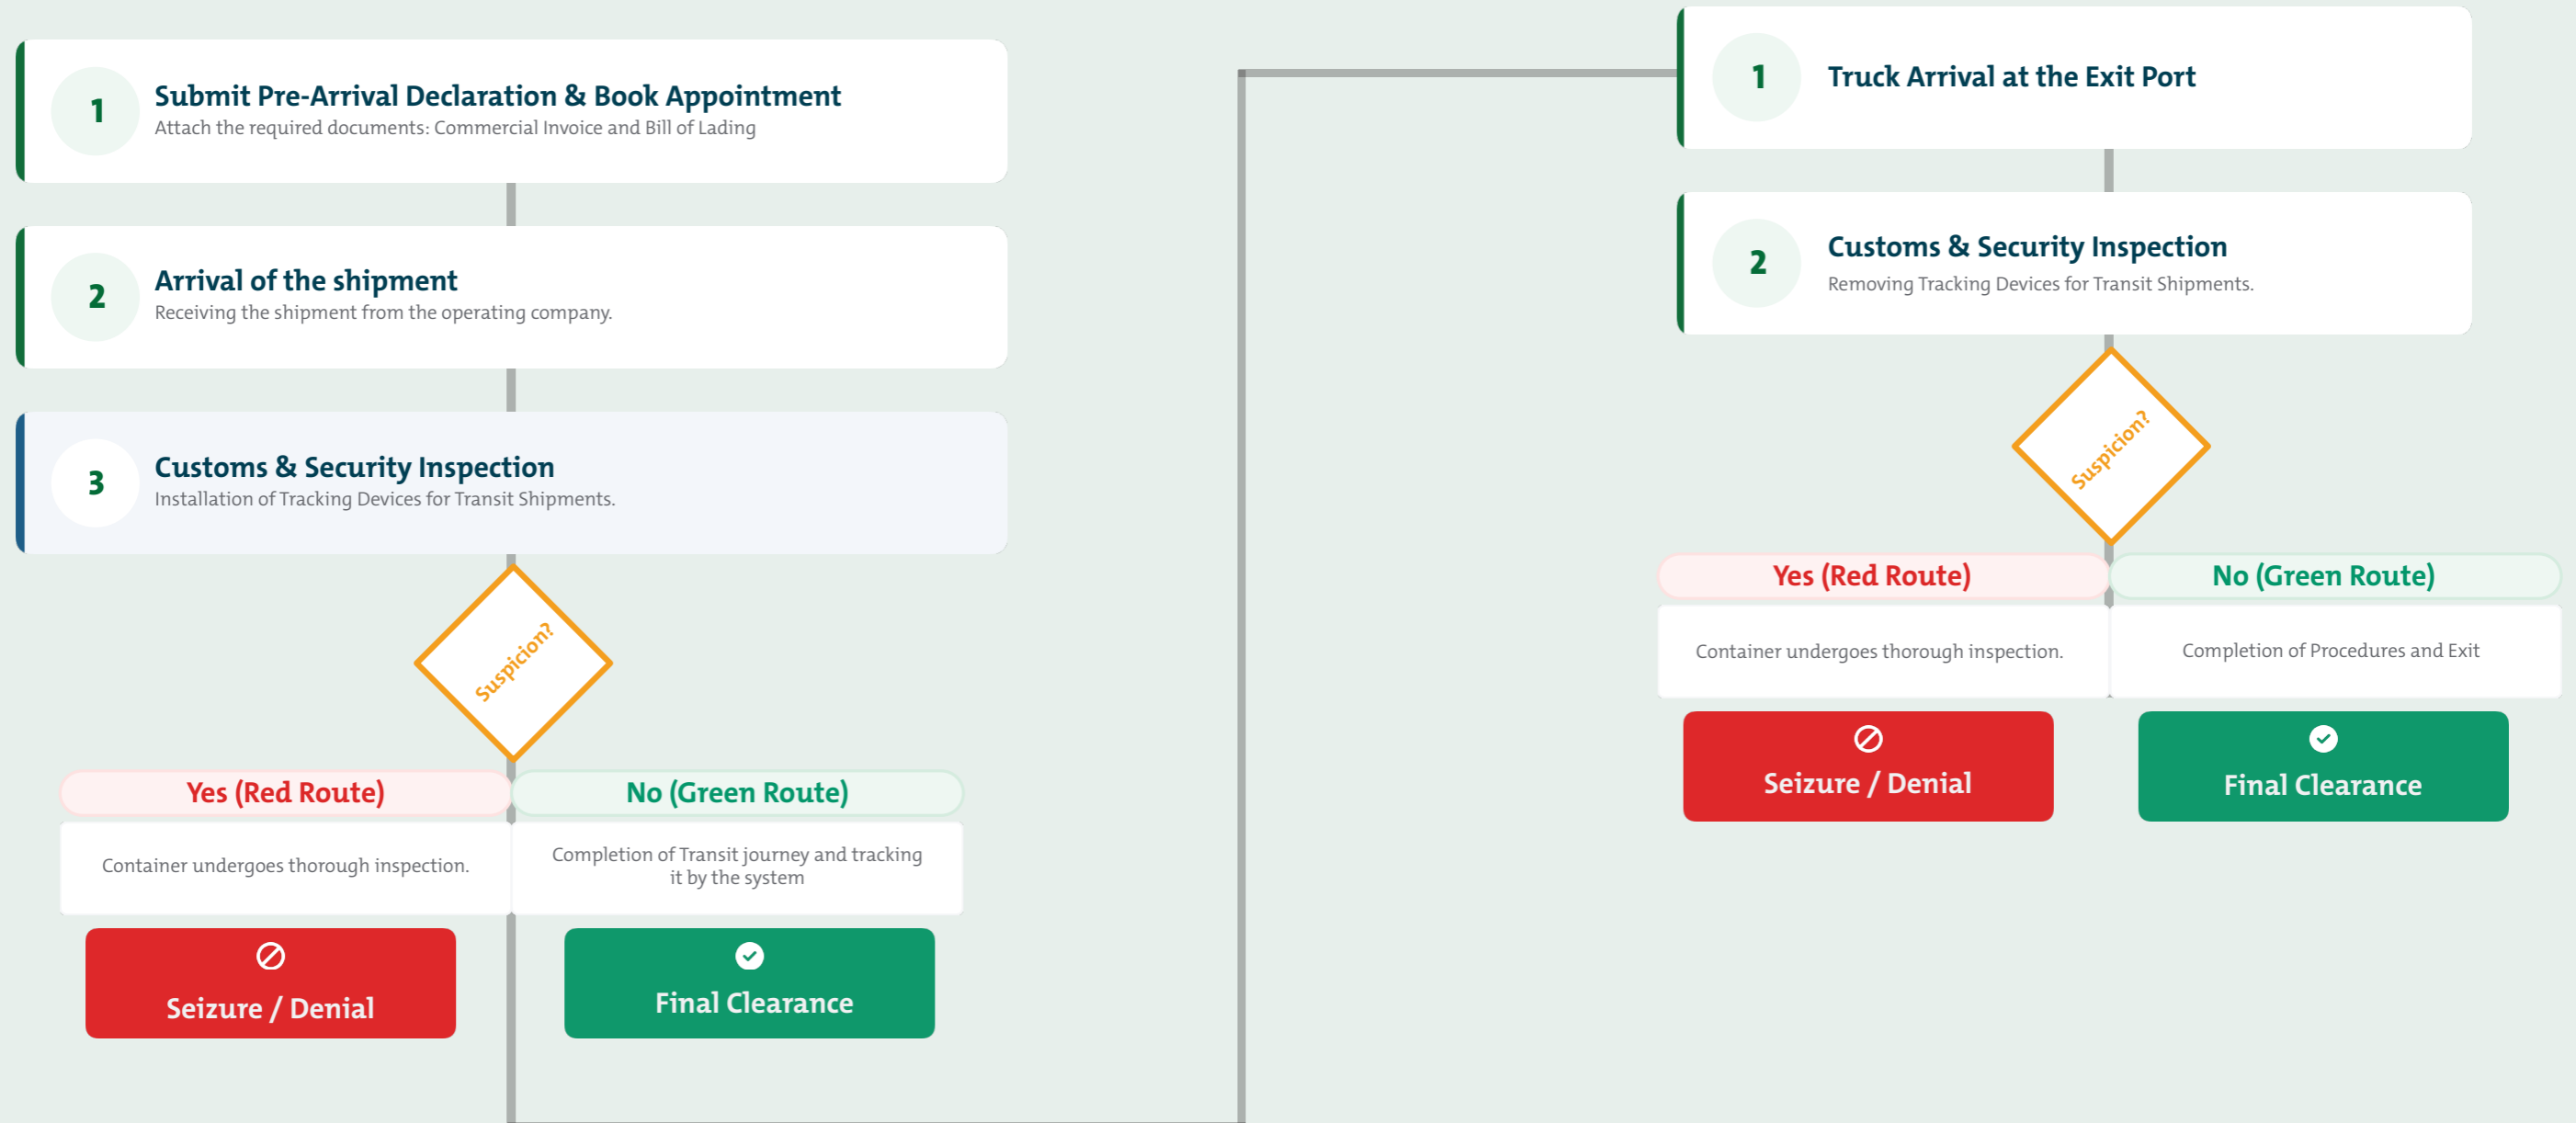 1
Submit Pre-Arrival Declaration & Book Appointment
Attach the required documents: Commercial Invoice and Bill of Lading
2
Arrival of the shipment
Receiving the shipment from the operating company.
3
Customs & Security Inspection
Installation of Tracking Devices for Transit Shipments.
Suspicion?
Yes (Red Route)
No (Green Route)
Container undergoes thorough inspection.
Completion of Transit journey and tracking
it by the system
Seizure / Denial
Final Clearance
1
Truck Arrival at the Exit Port
2
Customs & Security Inspection
Removing Tracking Devices for Transit Shipments.
Suspicion?
Yes (Red Route)
No (Green Route)
Container undergoes thorough inspection.
Completion of Procedures and Exit
Seizure / Denial
Final Clearance